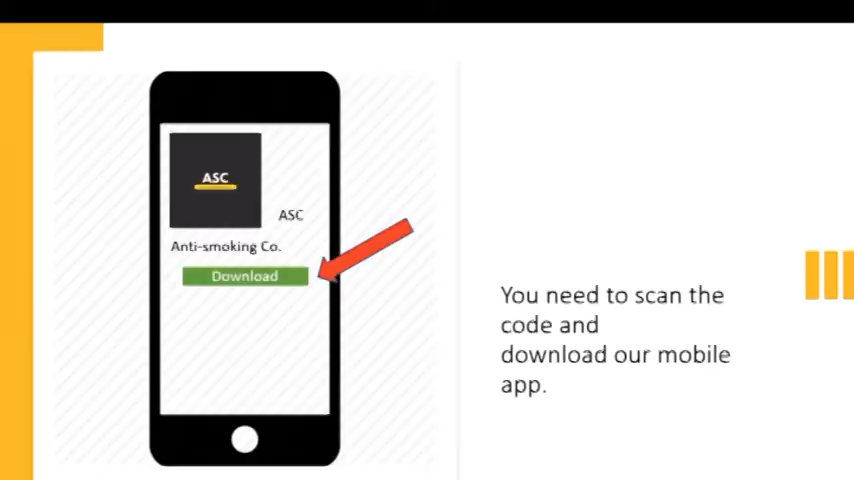 ASC
ASC
Anti-smoking Co.
Download
You need to scan the
code and
download our mobile
app.